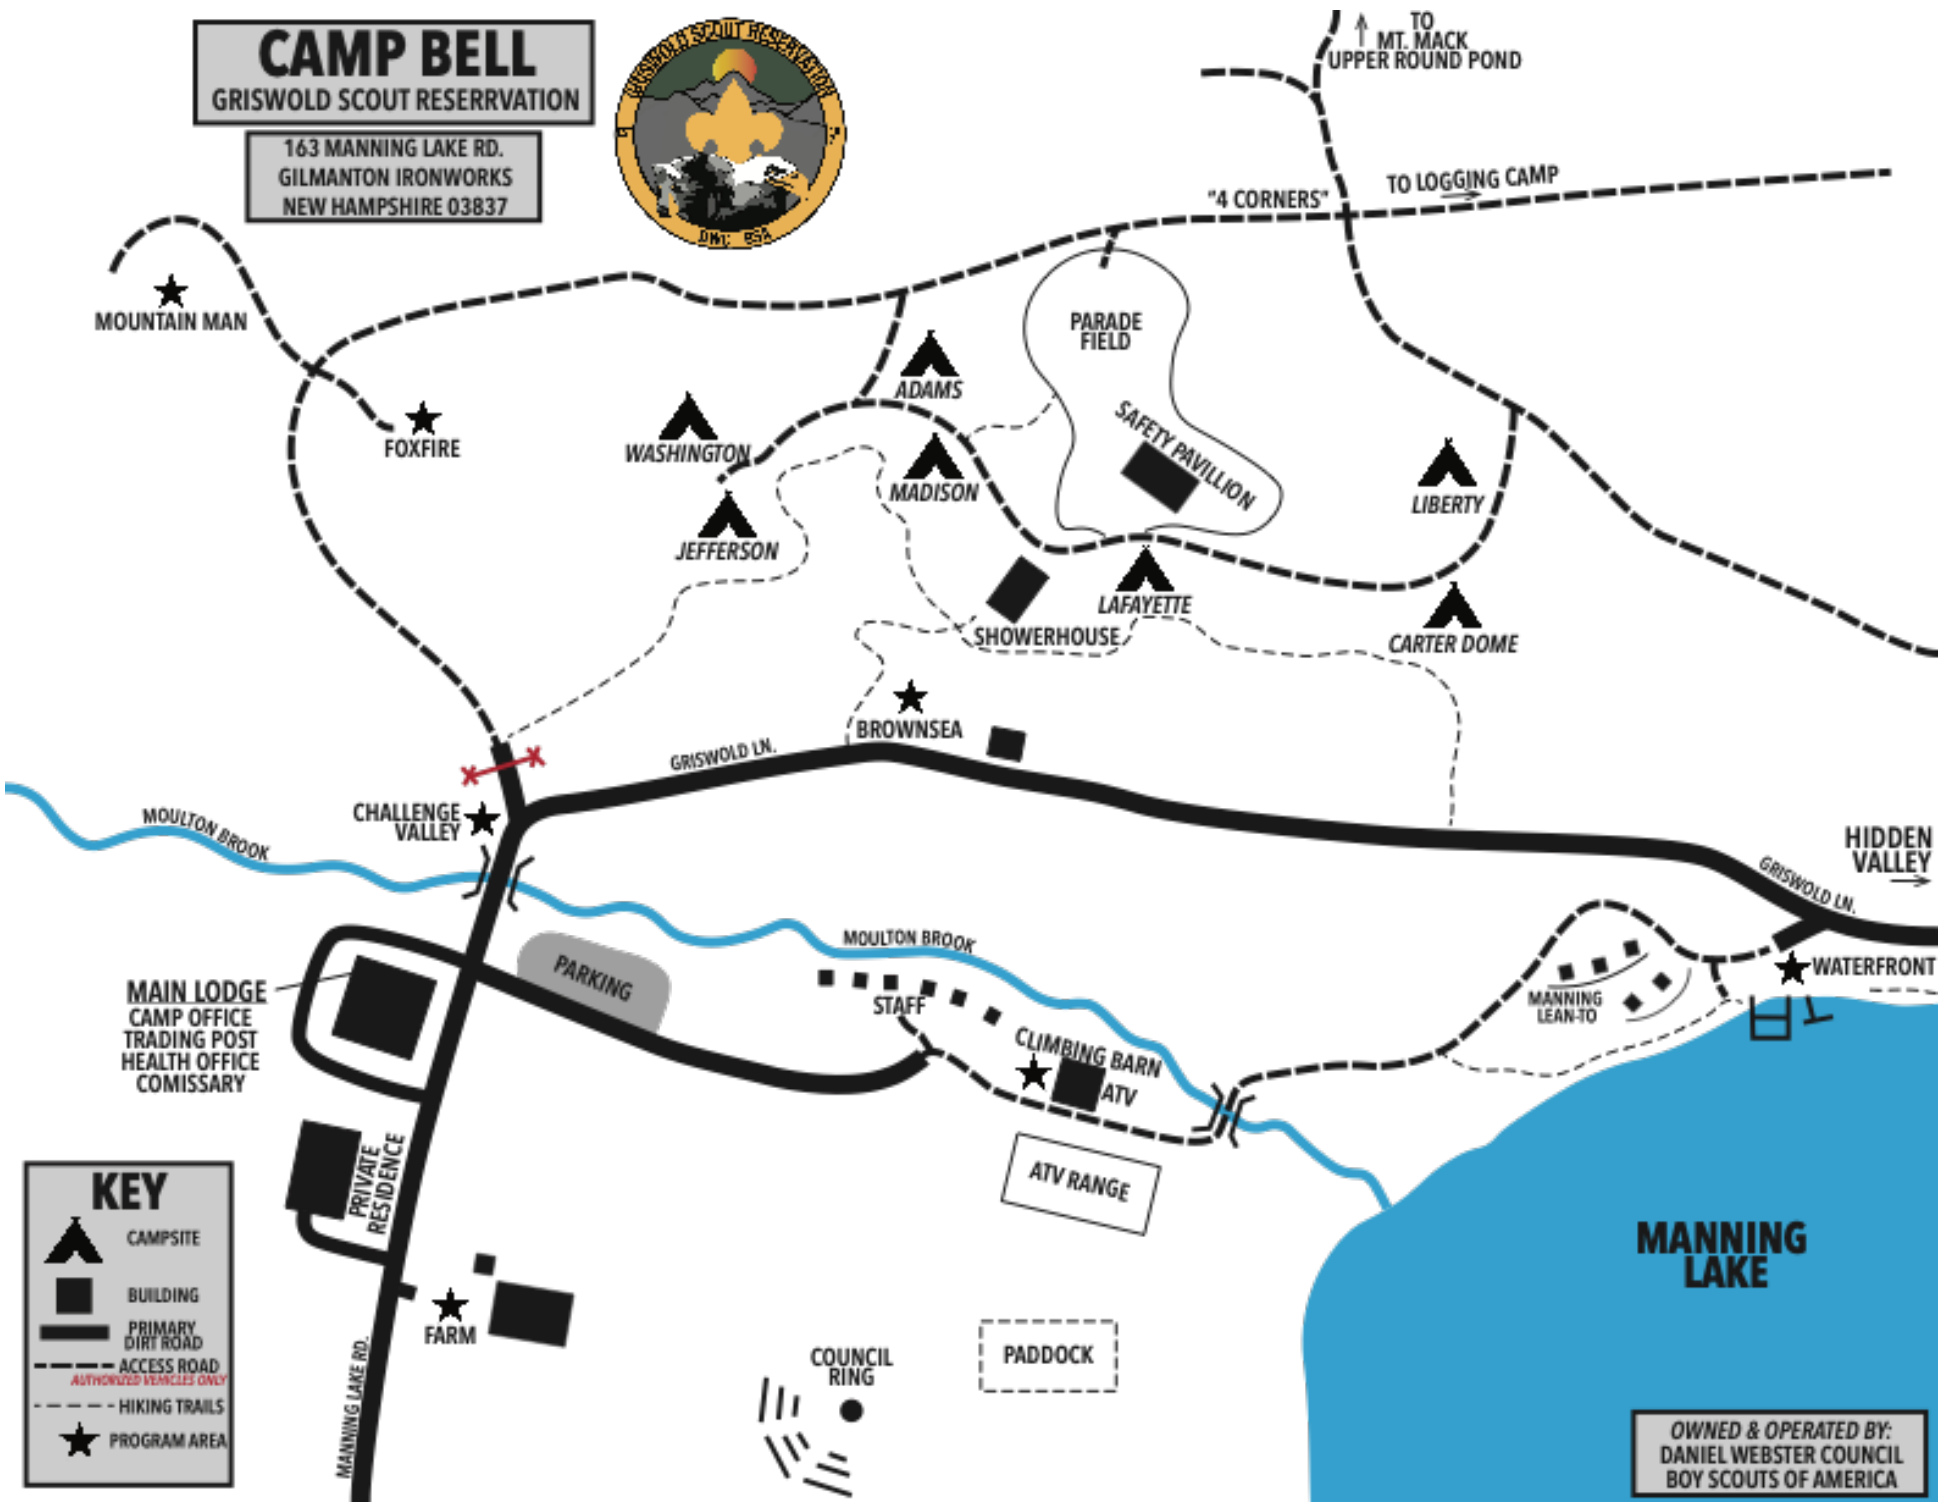 CAMP BELL
GRISWOLD SCOUT RESERRVATION
163 MANNING LAKE RD.
GILMANTON IRONWORKS
NEW HAMPSHIRE 03837
GRISWOLD SCOUT RESERVATION
DWC BSA
TO
MT. MACK
UPPER ROUND POND
"4 CORNERS"
TO LOGGING CAMP
MOUNTAIN MAN
FOXFIRE
WASHINGTON
ADAMS
PARADE
FIELD
SAFETY PAVILLION
MADISON
JEFFERSON
LIBERTY
LAFAYETTE
SHOWERHOUSE
CARTER DOME
BROWNSEA
GRISWOLD LN.
CHALLENGE
VALLEY
MOULTON BROOK
HIDDEN
VALLEY
GRISWOLD LN.
MOULTON BROOK
PARKING
STAFF
MANNING
LEAN-TO
WATERFRONT
MAIN LODGE
CAMP OFFICE
TRADING POST
HEALTH OFFICE
COMISSARY
CLIMBING BARN
ATV
ATV RANGE
PRIVATE
RESIDENCE
MANNING
LAKE
FARM
MANNING LAKE RD.
COUNCIL
RING
PADDOCK
KEY
CAMPSITE
BUILDING
PRIMARY
DIRT ROAD
ACCESS ROAD
AUTHORIZED VEHICLES ONLY
HIKING TRAILS
PROGRAM AREA
OWNED & OPERATED BY:
DANIEL WEBSTER COUNCIL
BOY SCOUTS OF AMERICA